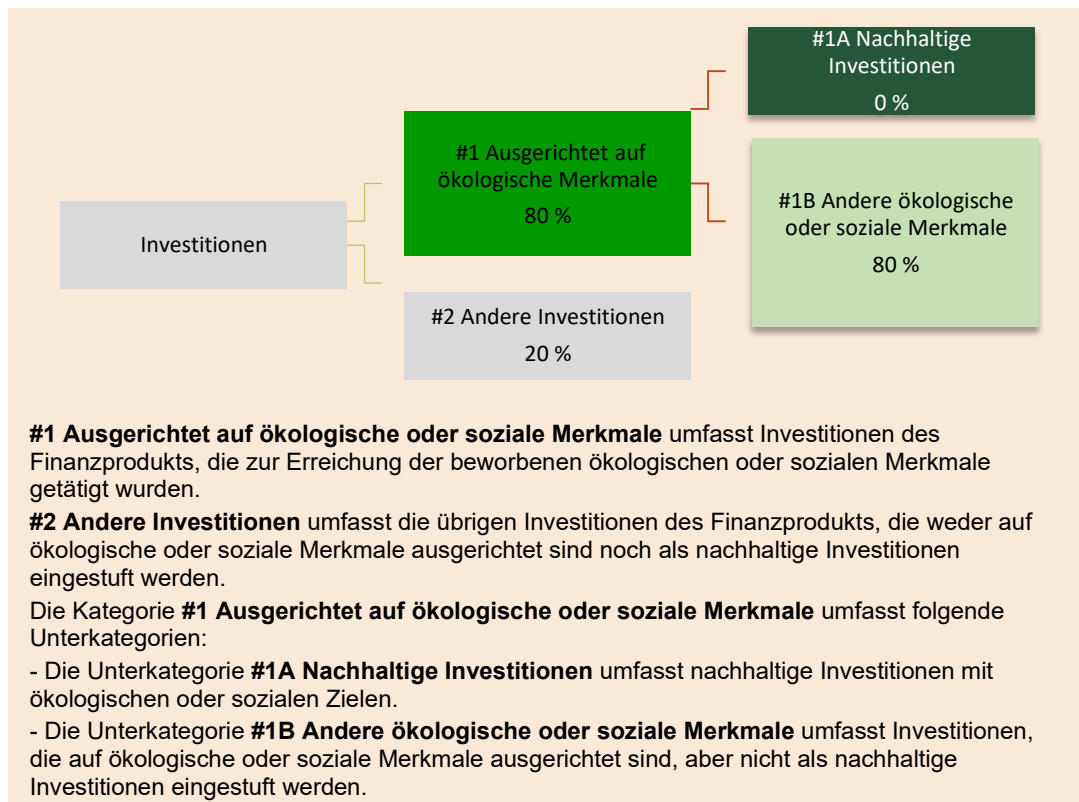 #1A Nachhaltige
Investitionen
0 %
#1 Ausgerichtet auf
ökologische Merkmale
80 %
#1B Andere ökologische
oder soziale Merkmale
80 %
Investitionen
#2 Andere Investitionen
20 %
#1 Ausgerichtet auf ökologische oder soziale Merkmale umfasst Investitionen des
Finanzprodukts, die zur Erreichung der beworbenen ökologischen oder sozialen Merkmale
getätigt wurden.
#2 Andere Investitionen umfasst die übrigen Investitionen des Finanzprodukts, die weder auf
ökologische oder soziale Merkmale ausgerichtet sind noch als nachhaltige Investitionen
eingestuft werden.
Die Kategorie #1 Ausgerichtet auf ökologische oder soziale Merkmale umfasst folgende
Unterkategorien:
- Die Unterkategorie #1A Nachhaltige Investitionen umfasst nachhaltige Investitionen mit
ökologischen oder sozialen Zielen.
- Die Unterkategorie #1B Andere ökologische oder soziale Merkmale umfasst Investitionen,
die auf ökologische oder soziale Merkmale ausgerichtet sind, aber nicht als nachhaltige
Investitionen eingestuft werden.